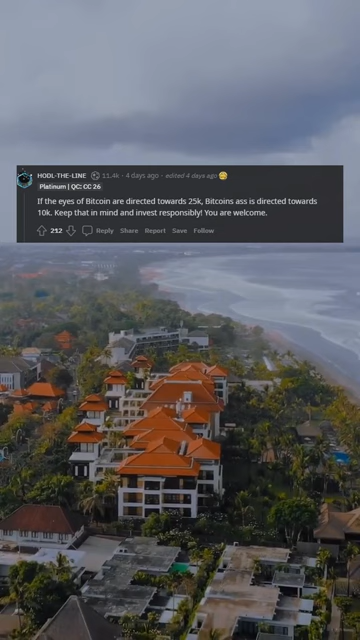 HODL-THE-LINE 11.4k · 4 days ago · edited 4 days ago
Platinum | QC: CC 26
If the eyes of Bitcoin are directed towards 25k, Bitcoins ass is directed towards
10k. Keep that in mind and invest responsibly! You are welcome.
212 Reply Share Report Save Follow